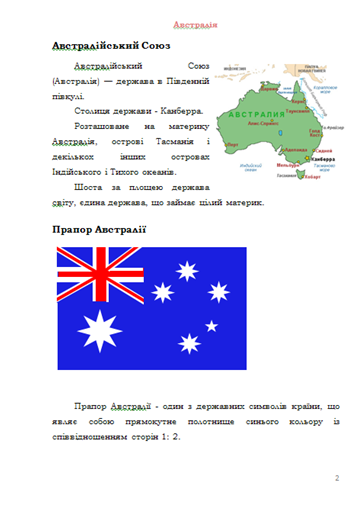 Австралія
Австралійський Союз
Австралійський Союз
(Австралія) — держава в Південній
півкулі.
Столиця держави - Канберра.
Розташоване на материку
Австралія, острові Тасманія і
декількох інших островах
Індійського і Тихого океанів.
Шоста за площею держава
світу, єдина держава, що займає цілий материк.
АВСТРАЛИЯ
Дарвин
Кернс
Алис-Спрингс
Перт
Аделаида
Сидней
Канберра
Мельбурн
Хобарт
Индийский
океан
Тасманово
море
Коралловое
море
Прапор Австралії
Прапор Австралії - один з державних символів країни, що
являє собою прямокутне полотнище синього кольору із
співвідношенням сторін 1: 2.
2